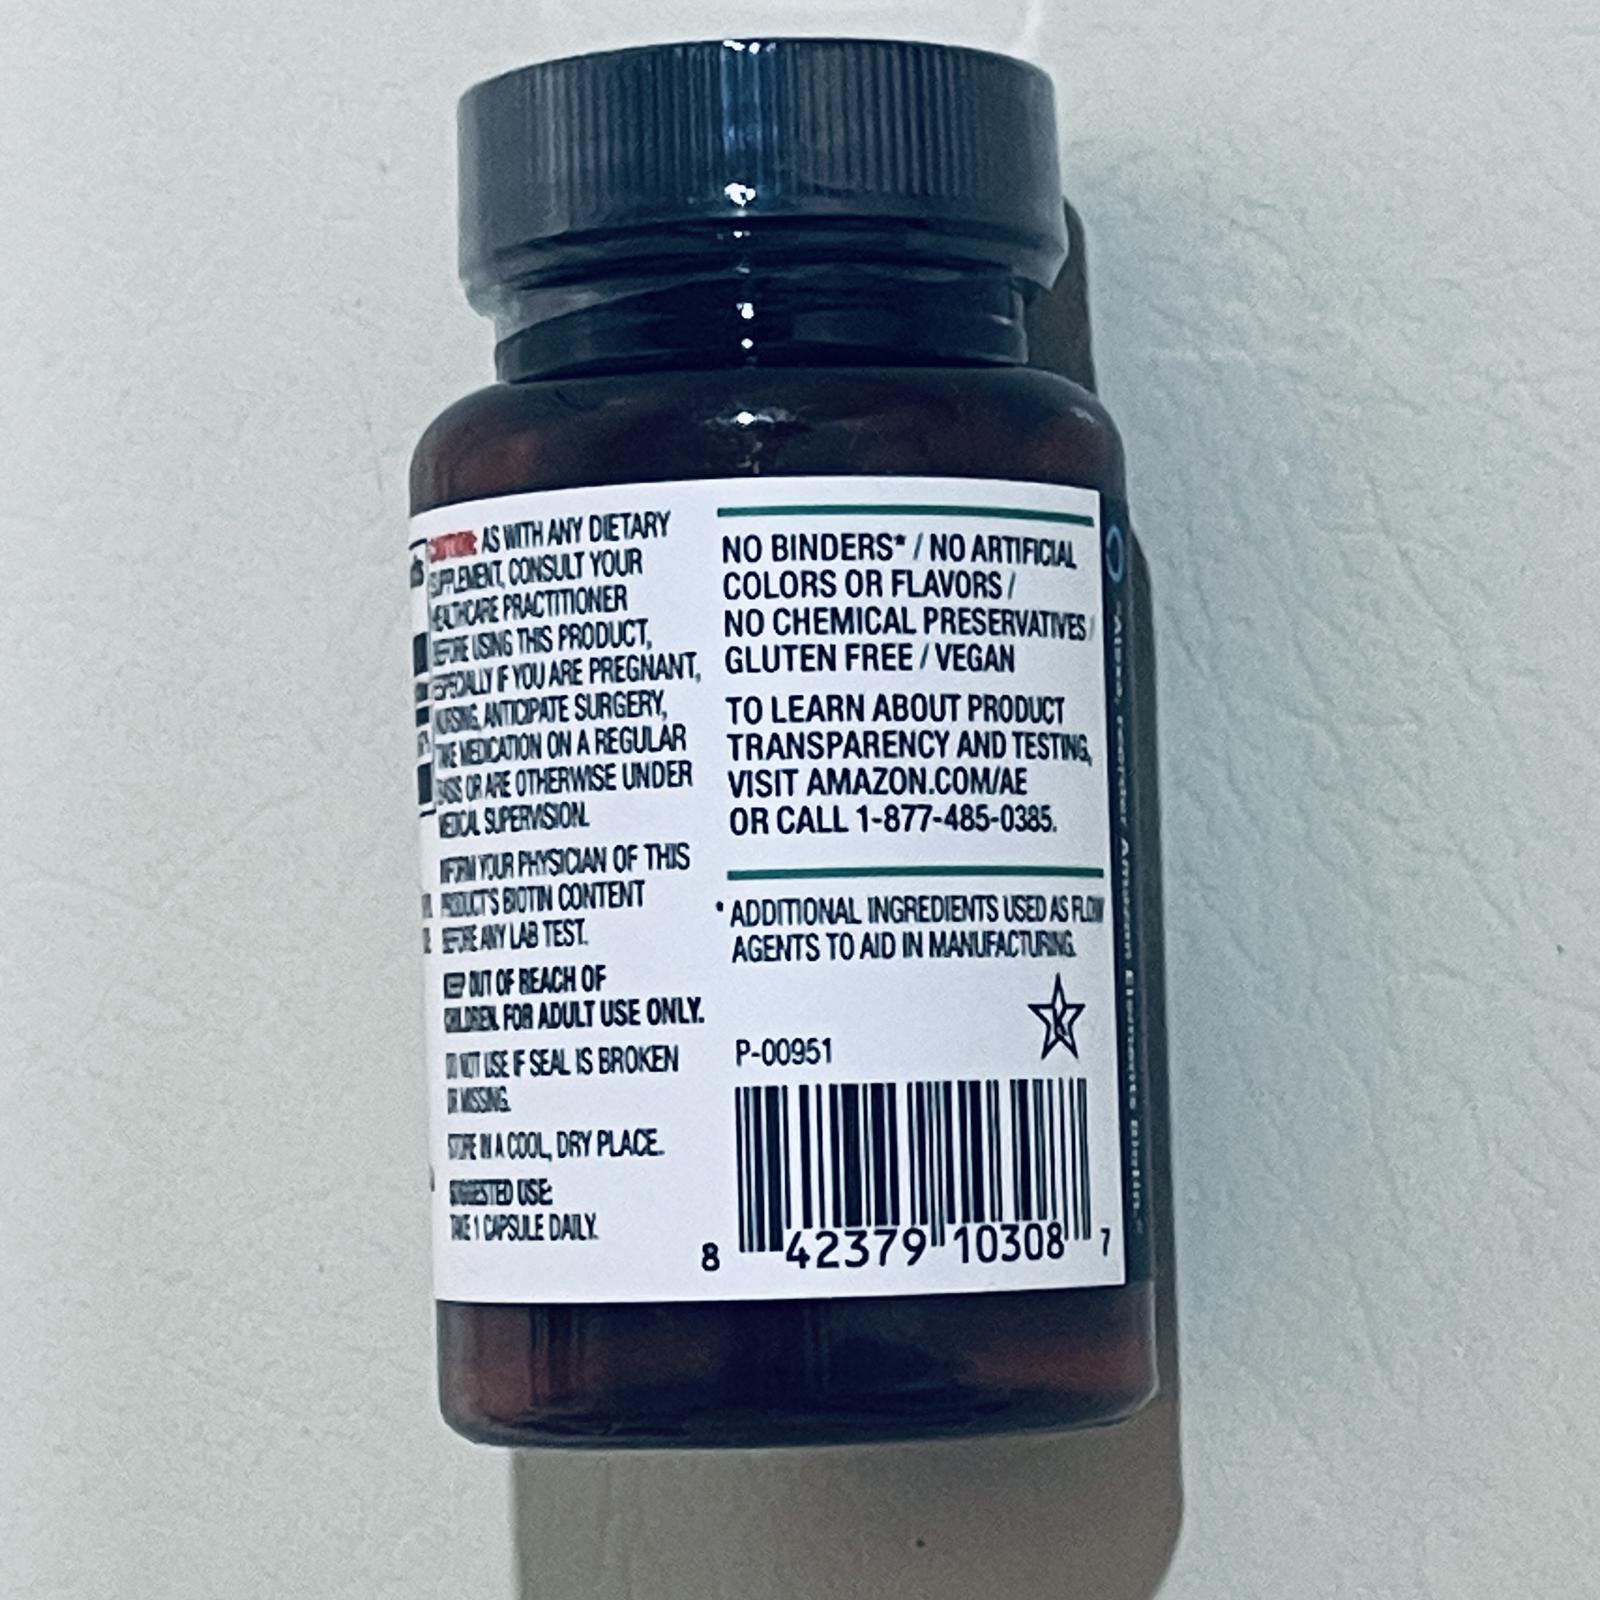 CAUTION: AS WITH ANY DIETARY
SUPPLEMENT, CONSULT YOUR
HEALTHCARE PRACTITIONER
BEFORE USING THIS PRODUCT,
ESPECIALLY IF YOU ARE PREGNANT,
NURSING, ANTICIPATE SURGERY,
TAKE MEDICATION ON A REGULAR
BASIS OR ARE OTHERWISE UNDER
MEDICAL SUPERVISION.
INFORM YOUR PHYSICIAN OF THIS
PRODUCT'S BIOTIN CONTENT
BEFORE ANY LAB TEST.
KEEP OUT OF REACH OF
CHILDREN. FOR ADULT USE ONLY.
DO NOT USE IF SEAL IS BROKEN
OR MISSING.
STORE IN A COOL, DRY PLACE.
SUGGESTED USE:
TAKE 1 CAPSULE DAILY.
NO BINDERS* / NO ARTIFICIAL
COLORS OR FLAVORS /
NO CHEMICAL PRESERVATIVES /
GLUTEN FREE / VEGAN
TO LEARN ABOUT PRODUCT
TRANSPARENCY AND TESTING,
VISIT AMAZON.COM/AE
OR CALL 1-877-485-0385.
* ADDITIONAL INGREDIENTS USED AS FLOW
AGENTS TO AID IN MANUFACTURING.
K
P-00951
8 42379 10308 7
"Alexa, reorder Amazon Elements Biotin."